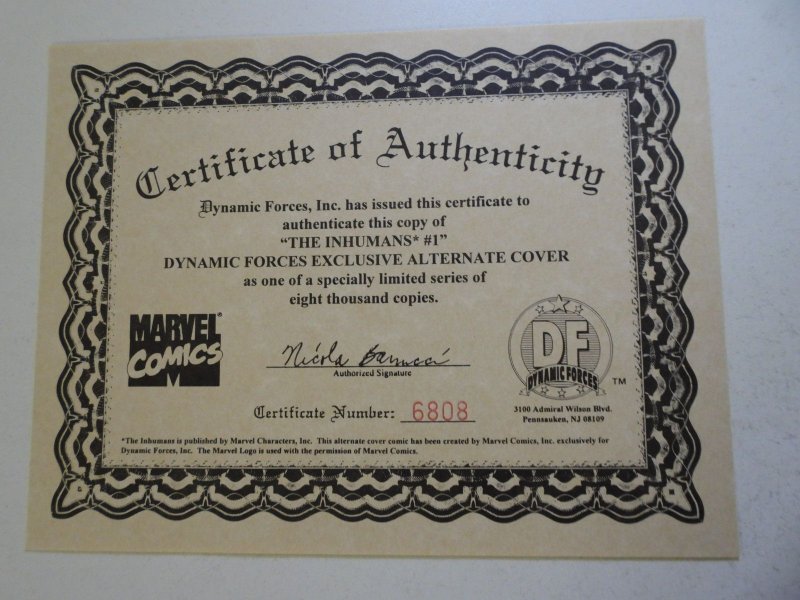 Certificate of Authenticity
Dynamic Forces, Inc. has issued this certificate to
authenticate this copy of
"THE INHUMANS* #1"
DYNAMIC FORCES EXCLUSIVE ALTERNATE COVER
as one of a specially limited series of
eight thousand copies.
MARVEL®
COMICS
M
Nicola Barrucci
Authorized Signature
DF
DYNAMIC FORCES
TM
Certificate Number: 6808
3100 Admiral Wilson Blvd.
Pennsauken, NJ 08109
*The Inhumans is published by Marvel Characters, Inc. This alternate cover comic has been created by Marvel Comics, Inc. exclusively for
Dynamic Forces, Inc. The Marvel Logo is used with the permission of Marvel Comics.